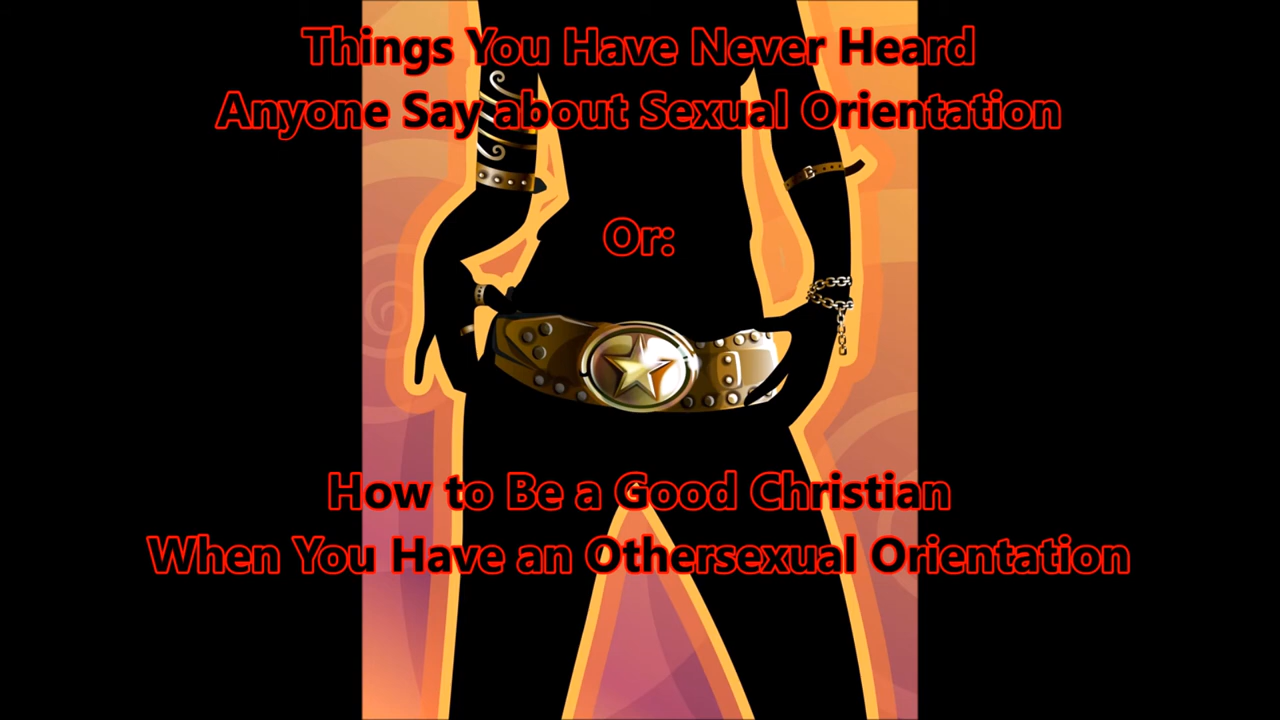 Things You Have Never Heard
Anyone Say about Sexual Orientation
Or:
How to Be a Good Christian
When You Have an Othersexual Orientation